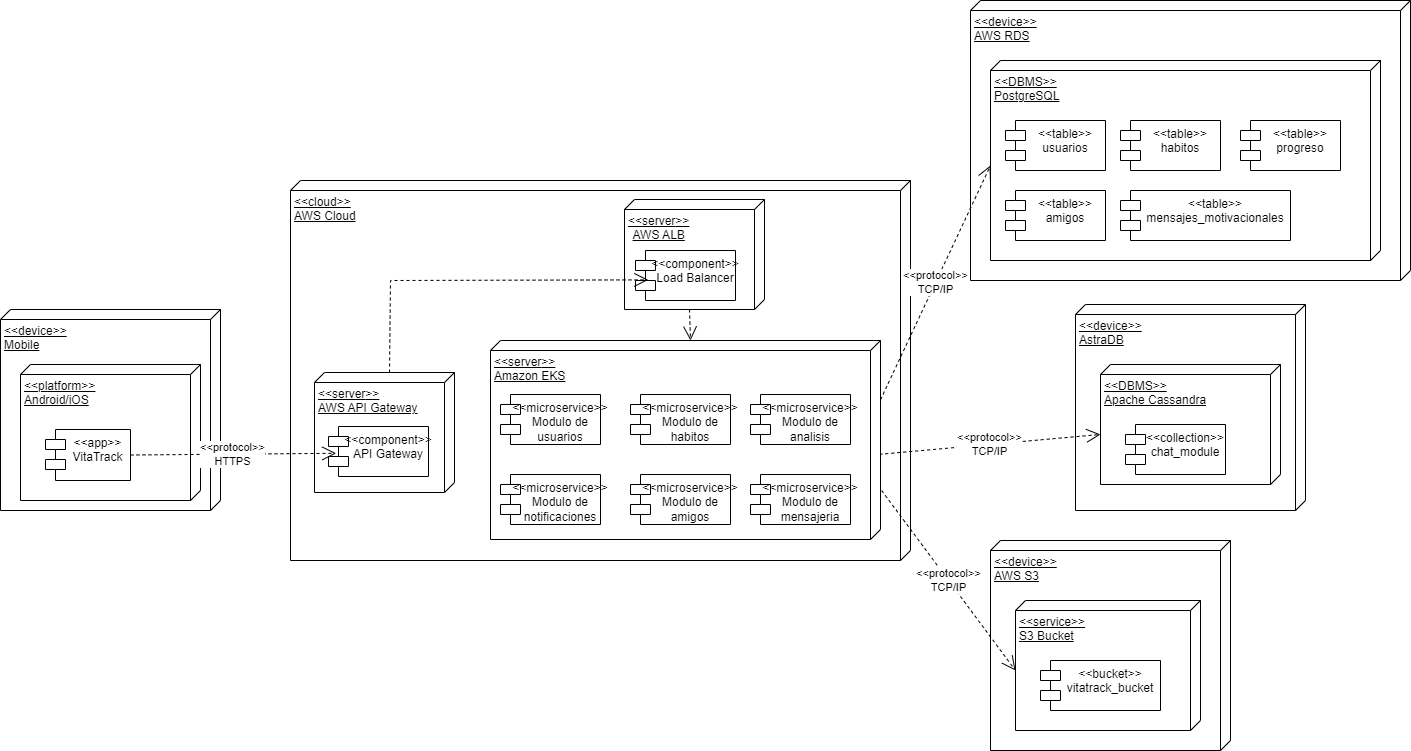 <<device>>
Mobile
<<platform>>
Android/iOS
<<app>>
VitaTrack
<<protocol>>
HTTPS
<<cloud>>
AWS Cloud
<<server>>
AWS API Gateway
<<component>>
API Gateway
<<server>>
AWS ALB
<<component>>
Load Balancer
<<server>>
Amazon EKS
<<microservice>>
Modulo de
usuarios
<<microservice>>
Modulo de
habitos
<<microservice>>
Modulo de
analisis
<<microservice>>
Modulo de
notificaciones
<<microservice>>
Modulo de
amigos
<<microservice>>
Modulo de
mensajeria
<<protocol>>
TCP/IP
<<device>>
AWS RDS
<<DBMS>>
PostgreSQL
<<table>>
usuarios
<<table>>
habitos
<<table>>
progreso
<<table>>
amigos
<<table>>
mensajes_motivacionales
<<protocol>>
TCP/IP
<<device>>
AstraDB
<<DBMS>>
Apache Cassandra
<<collection>>
chat_module
<<protocol>>
TCP/IP
<<device>>
AWS S3
<<service>>
S3 Bucket
<<bucket>>
vitatrack_bucket